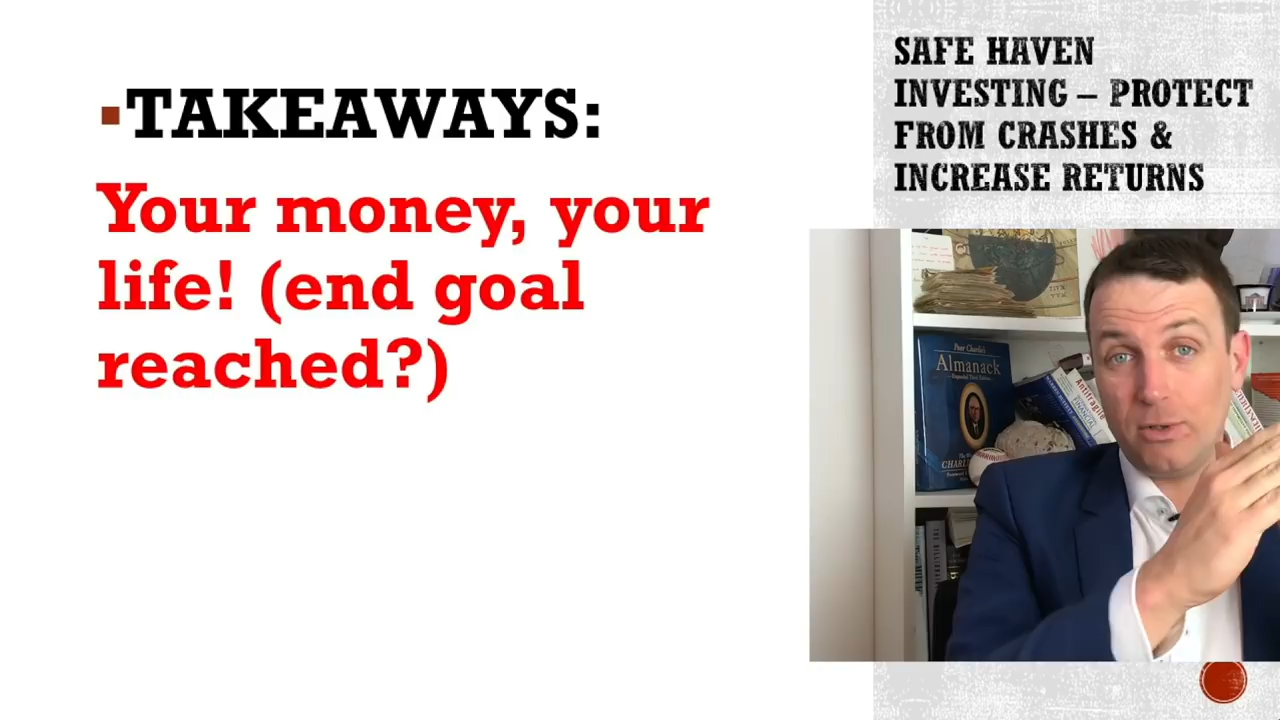 ▪TAKEAWAYS:
Your money, your
life! (end goal
reached?)
SAFE HAVEN
INVESTING – PROTECT
FROM CRASHES &
INCREASE RETURNS
Poor Charlie's
Almanack
Antifragile